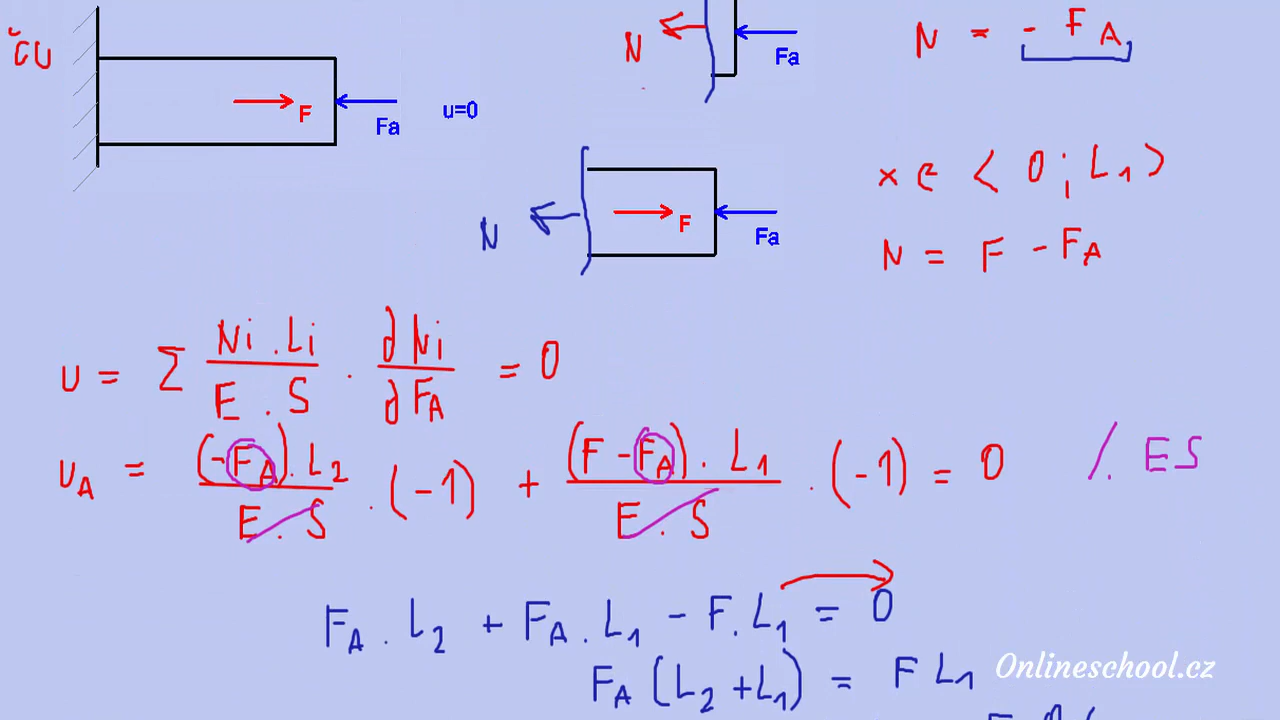 ČU
F
Fa
u=0
N
Fa
N = - F A
N
F
Fa
x ∈ < 0 ; L1 )
N = F - FA
u = Σ Ni . Li / E . S . ∂Ni / ∂FA = 0
uA = (-FA) . L2 / E . S . (-1) + (F - FA) . L1 / E . S . (-1) = 0 /. ES
FA . L2 + FA . L1 - F . L1 = 0
FA (L2 + L1) = F L1
Onlineschool.cz